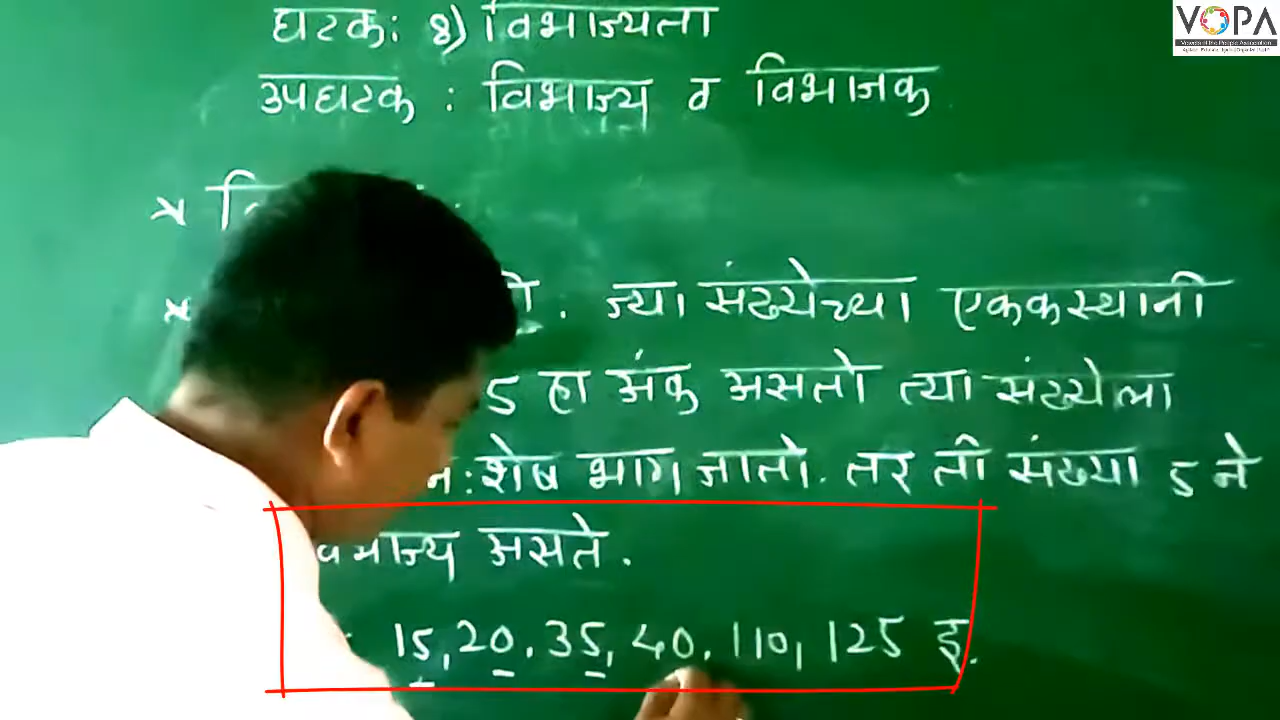 VOPA
घटक: ४) विभाज्यता
उपघटक : विभाज्य व विभाजक
ज्या संख्येच्या एककस्थानी
5 हा अंक असतो त्या संख्येला
न:शेष भाग जातो. तर ती संख्या 5 ने
असते.
15, 20, 35, 40, 110, 125 इ.